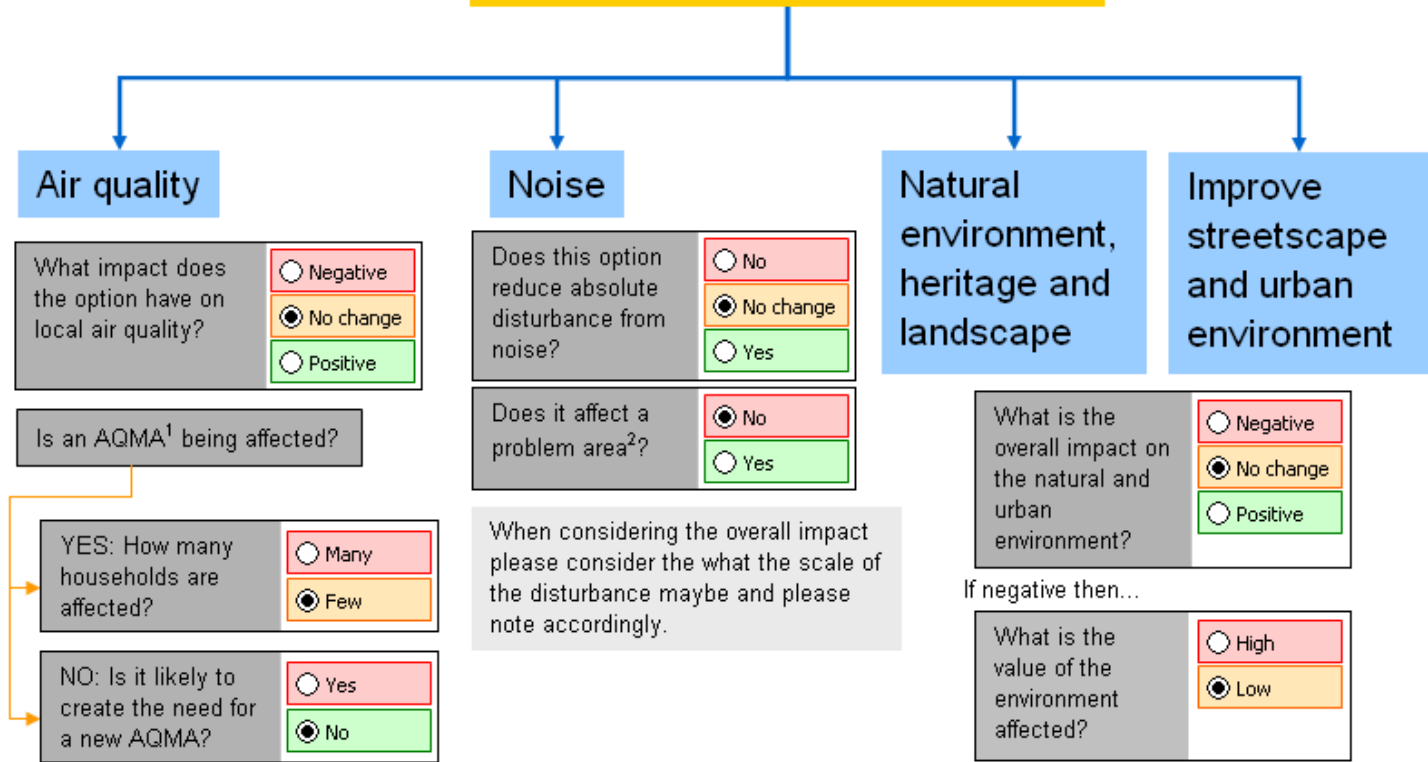 Air quality
What impact does
the option have on
local air quality?
Negative
No change
Positive
Is an AQMA¹ being affected?
YES: How many
households are
affected?
Many
Few
NO: Is it likely to
create the need for
a new AQMA?
Yes
No
Noise
Does this option
reduce absolute
disturbance from
noise?
No
No change
Yes
Does it affect a
problem area²?
No
Yes
When considering the overall impact
please consider the what the scale of
the disturbance maybe and please
note accordingly.
Natural
environment,
heritage and
landscape
Improve
streetscape
and urban
environment
What is the
overall impact on
the natural and
urban
environment?
Negative
No change
Positive
If negative then...
What is the
value of the
environment
affected?
High
Low